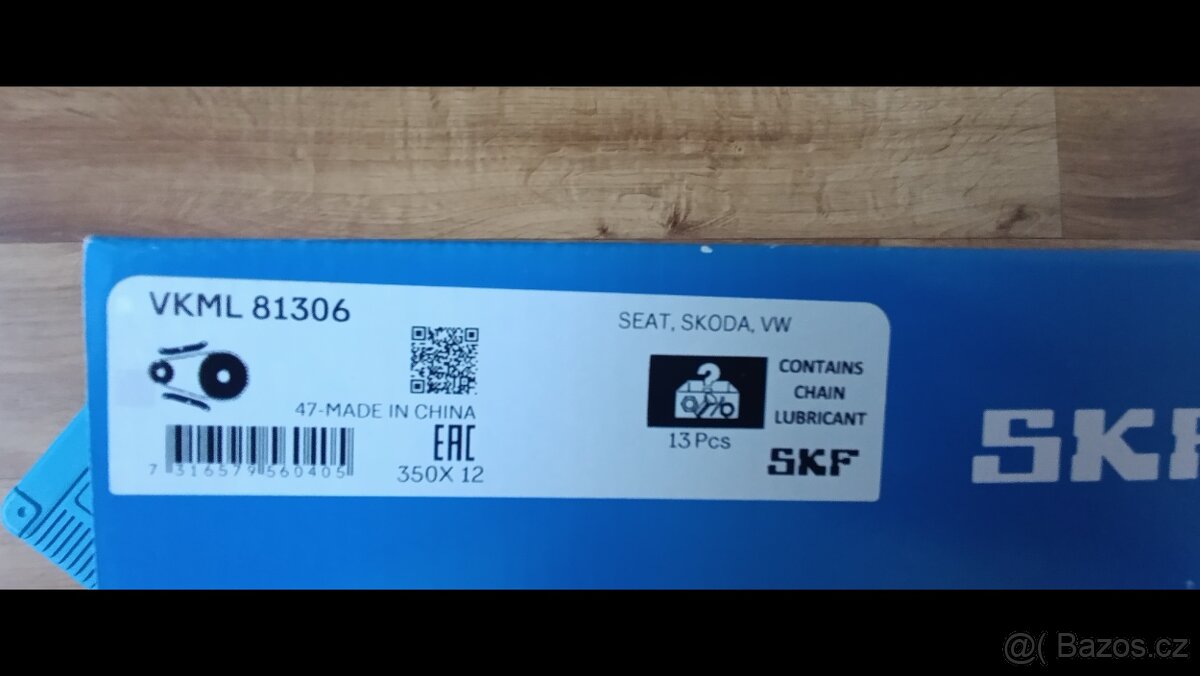 VKML 81306
SEAT, SKODA, VW
CONTAINS
CHAIN
LUBRICANT
47-MADE IN CHINA
EAC
13 Pcs
7 316579 560405
350X 12
SKF
SKF
@( Bazos.cz